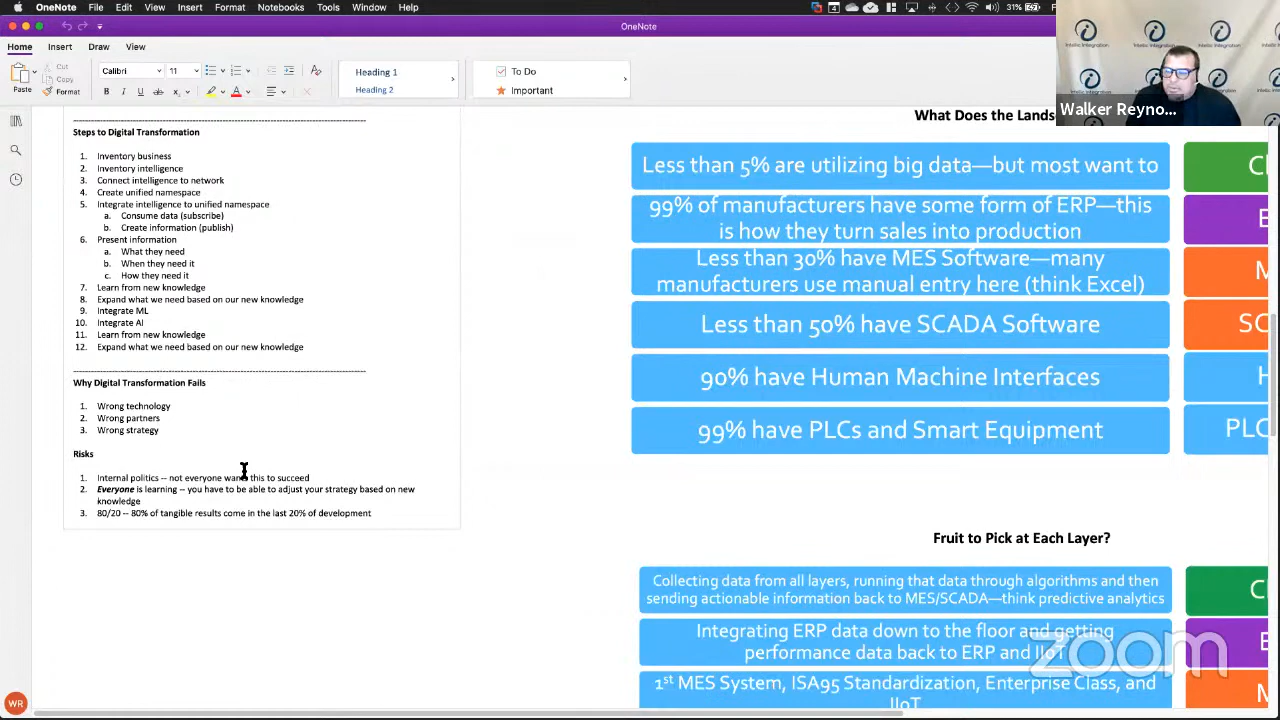 OneNote File Edit View Insert Format Notebooks Tools Window Help 31%
OneNote
Home Insert Draw View
Paste
Cut
Copy
Format
Calibri 11
B I U ab X
Heading 1
Heading 2
To Do
Important
Intellic Integration
Walker Reyno...
Steps to Digital Transformation
1. Inventory business
2. Inventory intelligence
3. Connect intelligence to network
4. Create unified namespace
5. Integrate intelligence to unified namespace
a. Consume data (subscribe)
b. Create information (publish)
6. Present information
a. What they need
b. When they need it
c. How they need it
7. Learn from new knowledge
8. Expand what we need based on our new knowledge
9. Integrate ML
10. Integrate AI
11. Learn from new knowledge
12. Expand what we need based on our new knowledge
Why Digital Transformation Fails
1. Wrong technology
2. Wrong partners
3. Wrong strategy
Risks
1. Internal politics -- not everyone wants this to succeed
2. Everyone is learning -- you have to be able to adjust your strategy based on new
knowledge
3. 80/20 -- 80% of tangible results come in the last 20% of development
What Does the Lands
Less than 5% are utilizing big data—but most want to
99% of manufacturers have some form of ERP—this
is how they turn sales into production
Less than 30% have MES Software—many
manufacturers use manual entry here (think Excel)
Less than 50% have SCADA Software
90% have Human Machine Interfaces
99% have PLCs and Smart Equipment
Cl
E
M
SC
H
PLC
Fruit to Pick at Each Layer?
Collecting data from all layers, running that data through algorithms and then
sending actionable information back to MES/SCADA—think predictive analytics
Integrating ERP data down to the floor and getting
performance data back to ERP and IIoT
1st MES System, ISA95 Standardization, Enterprise Class, and
IIoT
Cl
E
M
zoom
WR